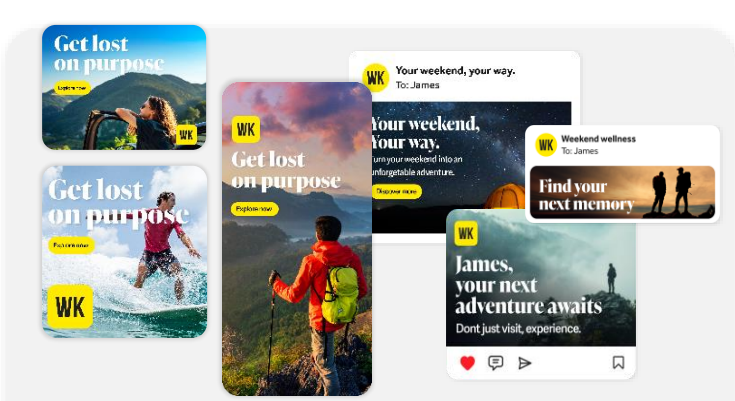 Get lost
on purpose
Explore now
WK
Get lost
on purpose
Explore now
WK
WK
Get lost
on purpose
Explore now
WK
Your weekend, your way.
To: James
Your weekend,
Your way.
Turn your weekend into an
unforgetable adventure.
Discover more
WK
Weekend wellness
To: James
Find your
next memory
WK
James,
your next
adventure awaits
Dont just visit, experience.